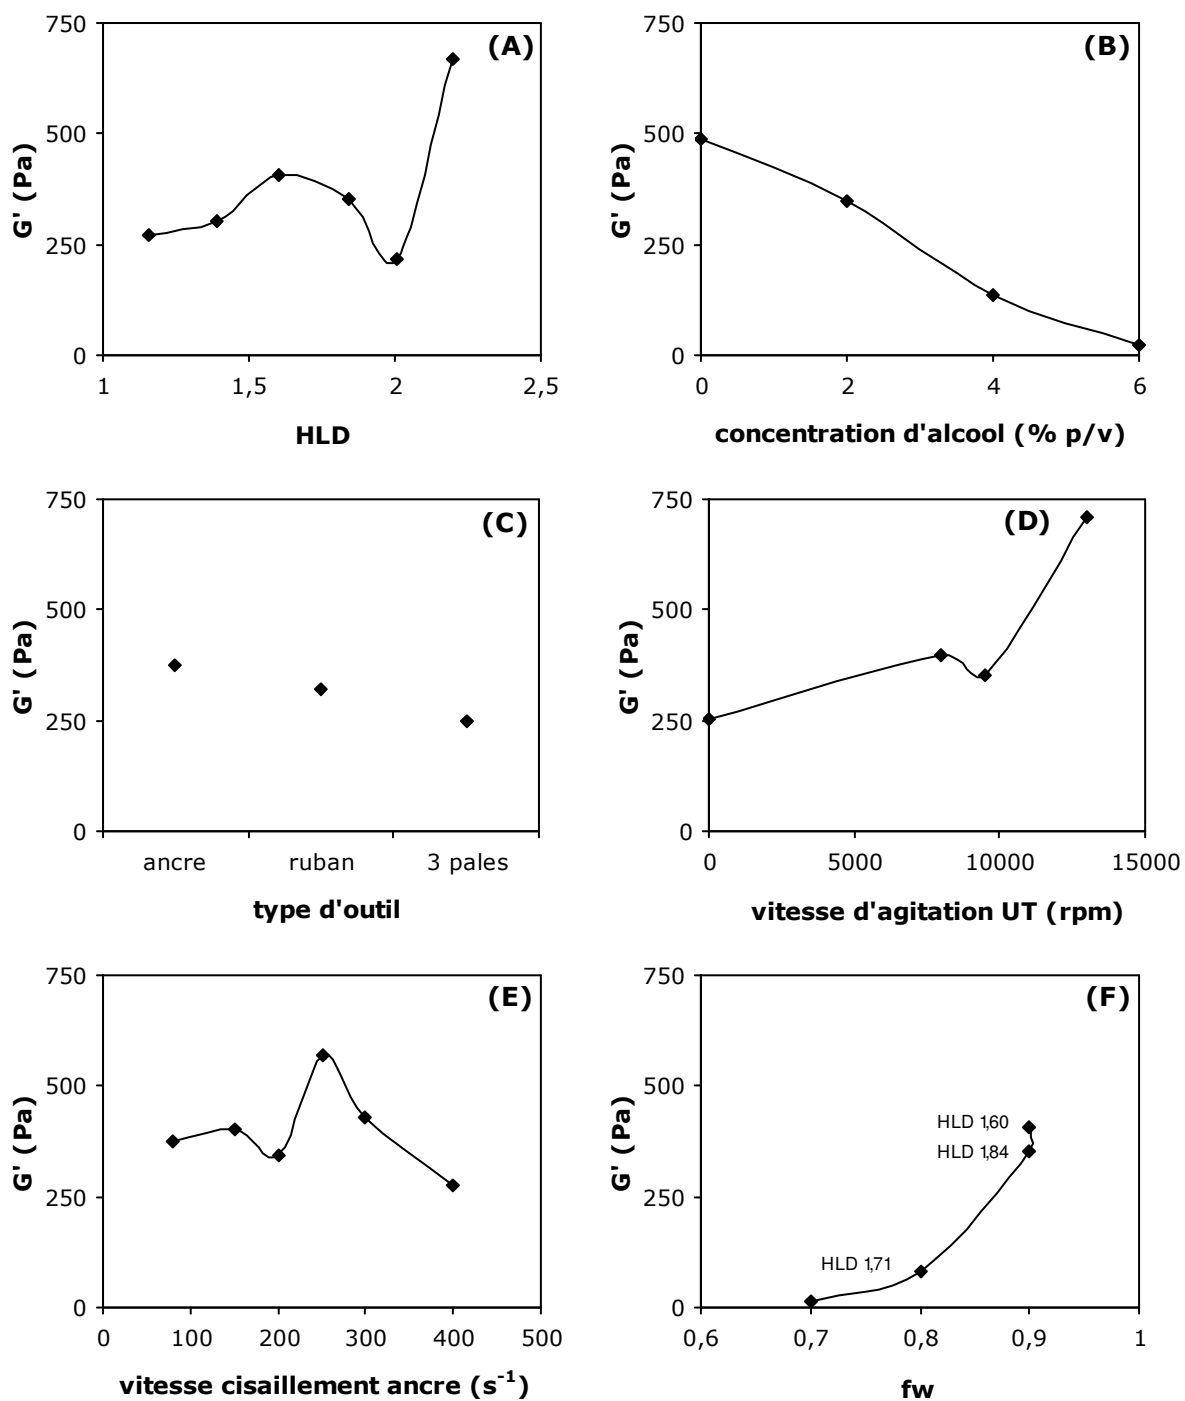 750
(A)
500
G' (Pa)
250
0
1 1,5 2 2,5
HLD
750
(B)
500
G' (Pa)
250
0
0 2 4 6
concentration d'alcool (% p/v)
750
(C)
500
G' (Pa)
250
0
ancre ruban 3 pales
type d'outil
750
(D)
500
G' (Pa)
250
0
0 5000 10000 15000
vitesse d'agitation UT (rpm)
750
(E)
500
G' (Pa)
250
0
0 100 200 300 400 500
vitesse cisaillement ancre (s⁻¹)
750
(F)
500
G' (Pa)
HLD 1,60
HLD 1,84
250
HLD 1,71
0
0,6 0,7 0,8 0,9 1
fw